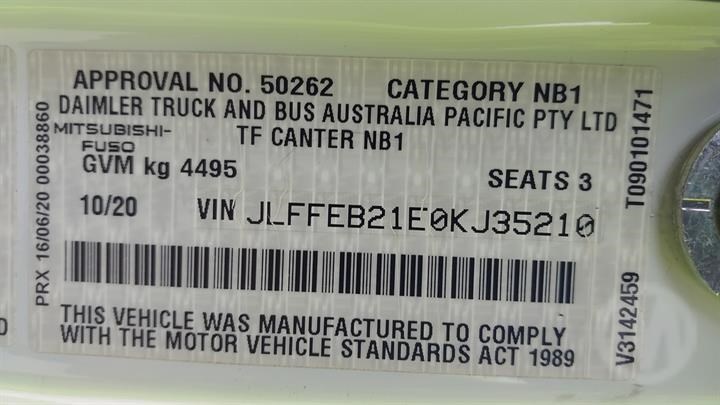 APPROVAL NO. 50262 CATEGORY NB1
DAIMLER TRUCK AND BUS AUSTRALIA PACIFIC PTY LTD
MITSUBISHI-
FUSO
TF CANTER NB1
GVM kg 4495 SEATS 3
10/20 VIN JLFFEB21E0KJ35210
THIS VEHICLE WAS MANUFACTURED TO COMPLY
WITH THE MOTOR VEHICLE STANDARDS ACT 1989
PRX 16/06/20 00038860
V3142459 T090101471